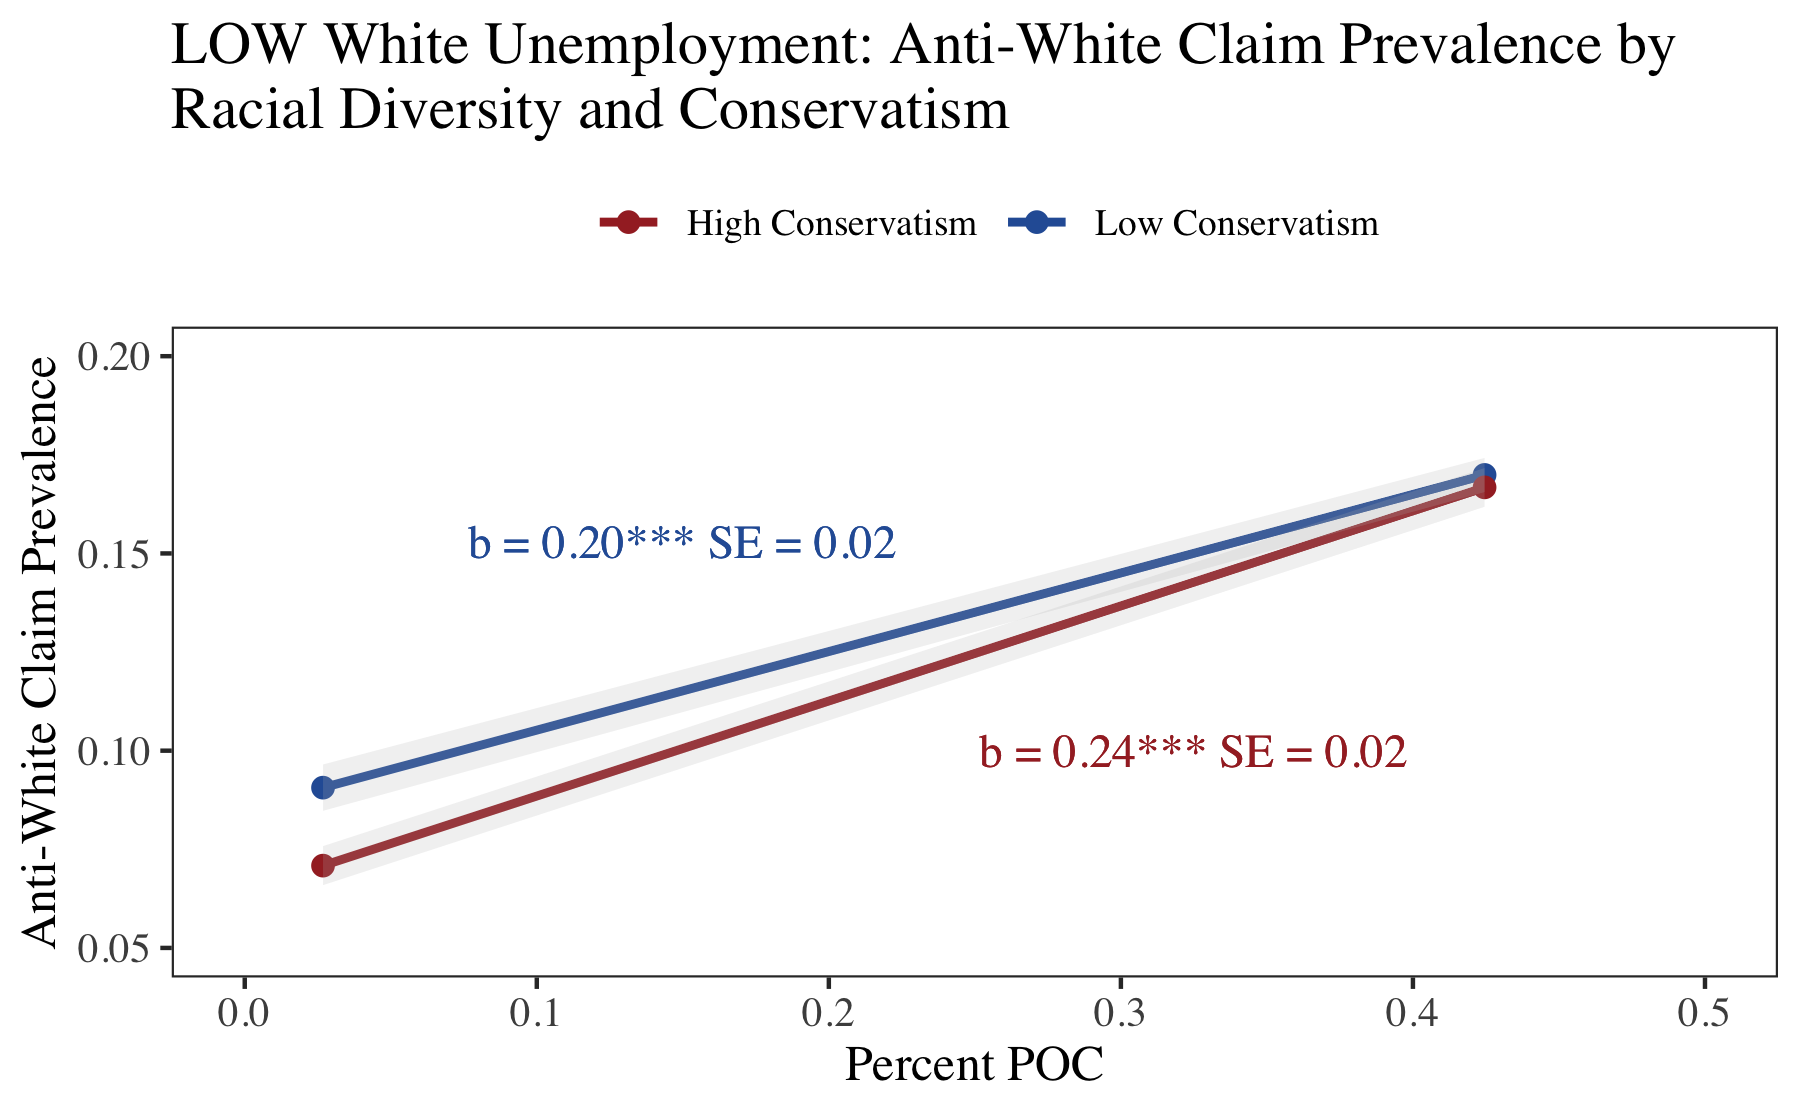 LOW White Unemployment: Anti-White Claim Prevalence by
Racial Diversity and Conservatism
High Conservatism
Low Conservatism
Anti-White Claim Prevalence
0.20
0.15
0.10
0.05
b = 0.20*** SE = 0.02
b = 0.24*** SE = 0.02
0.0
0.1
0.2
0.3
0.4
0.5
Percent POC